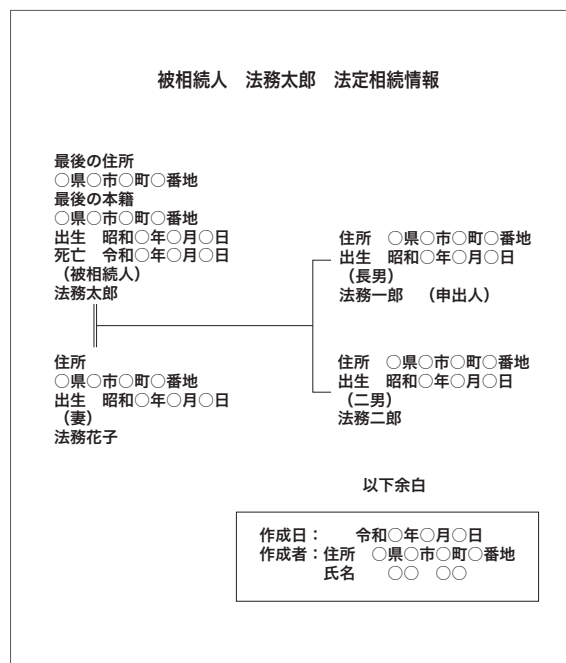 被相続人　法務太郎　法定相続情報
最後の住所
○県○市○町○番地
最後の本籍
○県○市○町○番地
出生　昭和○年○月○日
死亡　令和○年○月○日
（被相続人）
法務太郎
住所
○県○市○町○番地
出生　昭和○年○月○日
（妻）
法務花子
住所　○県○市○町○番地
出生　昭和○年○月○日
（長男）
法務一郎　（申出人）
住所　○県○市○町○番地
出生　昭和○年○月○日
（二男）
法務二郎
以下余白
作成日：　　令和○年○月○日
作成者：住所　○県○市○町○番地
氏名　　○○　○○